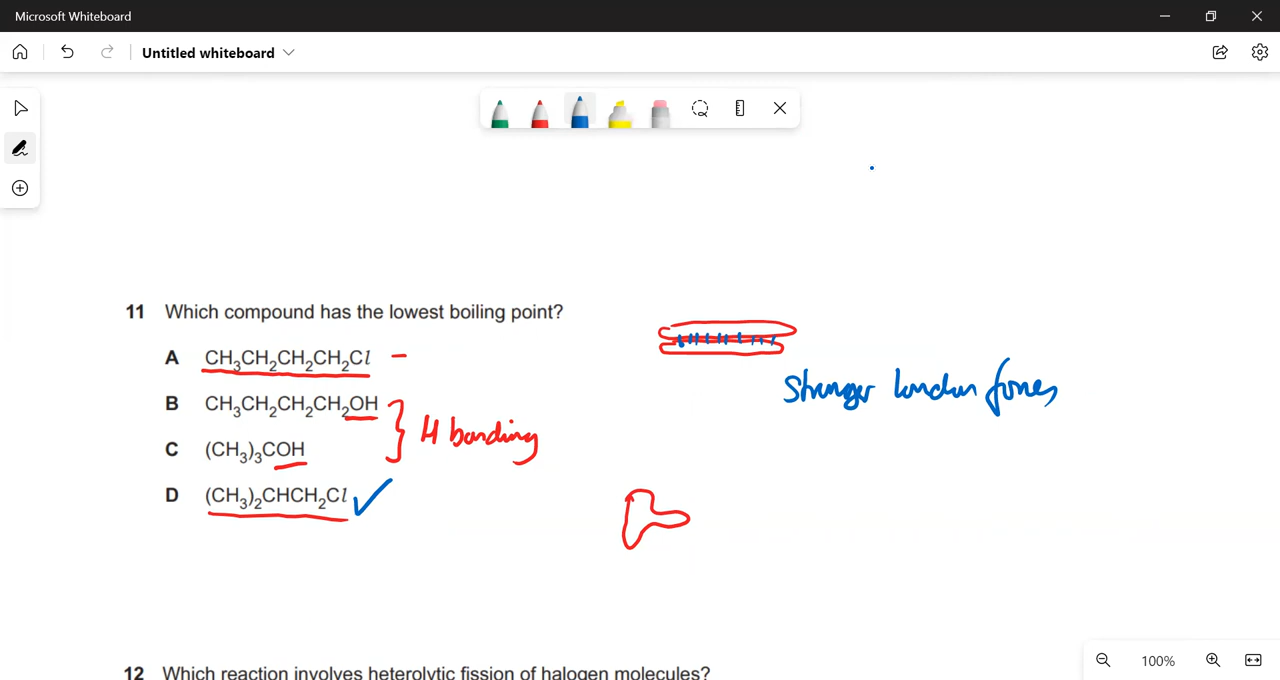 Microsoft Whiteboard
Untitled whiteboard
11 Which compound has the lowest boiling point?
A CH₃CH₂CH₂CH₂Cl
B CH₃CH₂CH₂CH₂OH
C (CH₃)₃COH
D (CH₃)₂CHCH₂Cl
H bonding
Stronger london forces
12 Which reaction involves heterolytic fission of halogen molecules?
100%